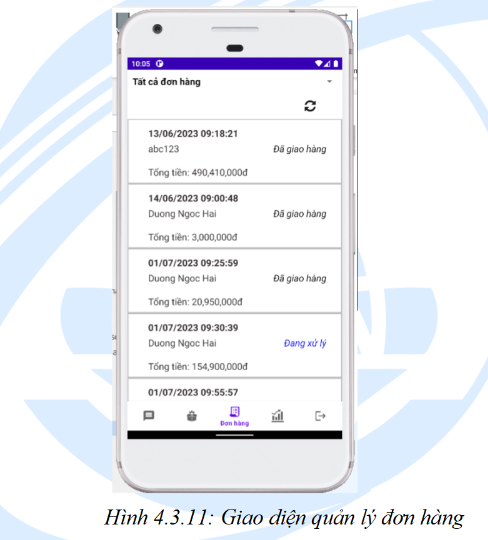 10:05
Tất cả đơn hàng
13/06/2023 09:18:21
abc123 Đã giao hàng
Tổng tiền: 490,410,000đ
14/06/2023 09:00:48
Duong Ngoc Hai Đã giao hàng
Tổng tiền: 3,000,000đ
01/07/2023 09:25:59
Duong Ngoc Hai Đã giao hàng
Tổng tiền: 20,950,000đ
01/07/2023 09:30:39
Duong Ngoc Hai Đang xử lý
Tổng tiền: 154,900,000đ
01/07/2023 09:55:57
Đơn hàng
Hình 4.3.11: Giao diện quản lý đơn hàng